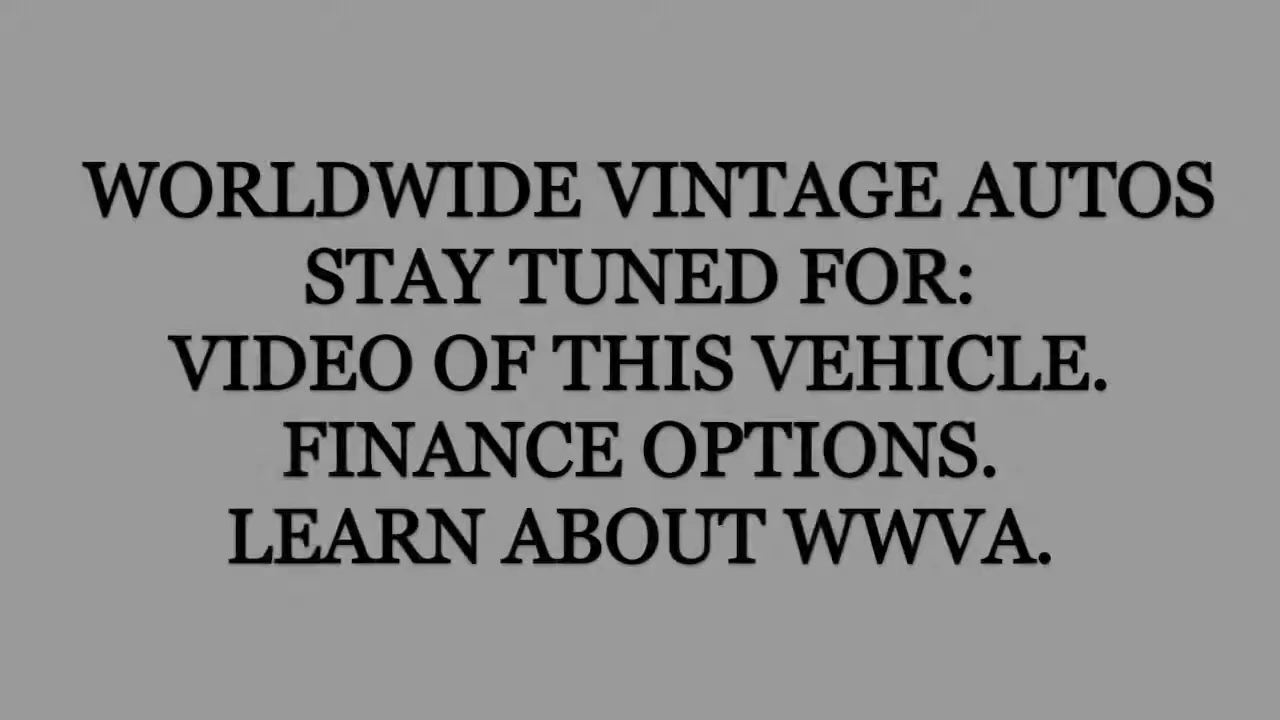 WORLDWIDE VINTAGE AUTOS
STAY TUNED FOR:
VIDEO OF THIS VEHICLE.
FINANCE OPTIONS.
LEARN ABOUT WWVA.